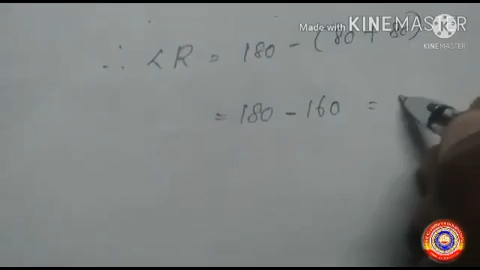 Made with KINEMASTER
KINEMASTER
∴ ∠R = 180 - (80 + 80)
= 180 - 160 =